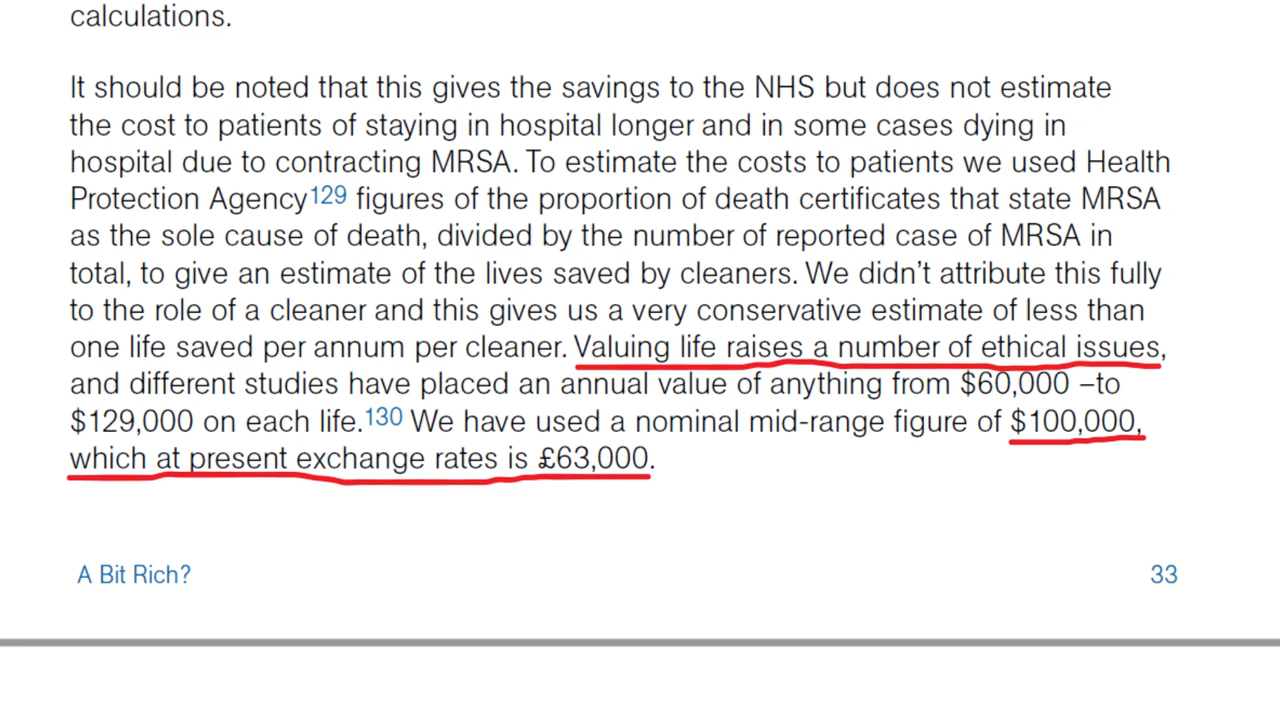 calculations.
It should be noted that this gives the savings to the NHS but does not estimate
the cost to patients of staying in hospital longer and in some cases dying in
hospital due to contracting MRSA. To estimate the costs to patients we used Health
Protection Agency129 figures of the proportion of death certificates that state MRSA
as the sole cause of death, divided by the number of reported case of MRSA in
total, to give an estimate of the lives saved by cleaners. We didn't attribute this fully
to the role of a cleaner and this gives us a very conservative estimate of less than
one life saved per annum per cleaner. Valuing life raises a number of ethical issues,
and different studies have placed an annual value of anything from $60,000 –to
$129,000 on each life.130 We have used a nominal mid-range figure of $100,000,
which at present exchange rates is £63,000.
A Bit Rich? 33